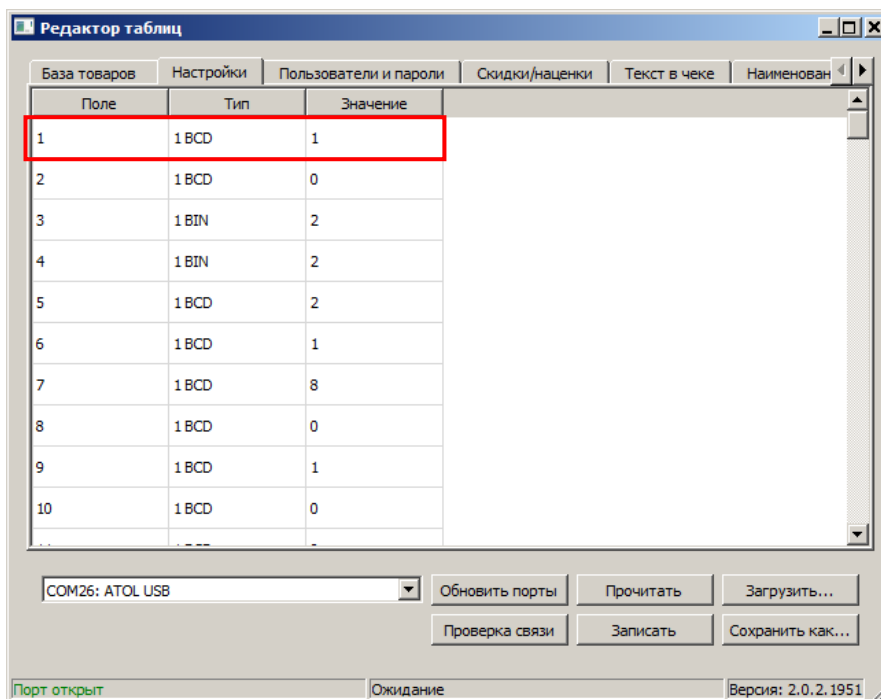 Редактор таблиц
База товаров Настройки Пользователи и пароли Скидки/наценки Текст в чеке Наименован
Поле Тип Значение
1 1 BCD 1
2 1 BCD 0
3 1 BIN 2
4 1 BIN 2
5 1 BCD 2
6 1 BCD 1
7 1 BCD 8
8 1 BCD 0
9 1 BCD 1
10 1 BCD 0
COM26: ATOL USB Обновить порты Прочитать Загрузить...
Проверка связи Записать Сохранить как...
Порт открыт Ожидание Версия: 2.0.2.1951